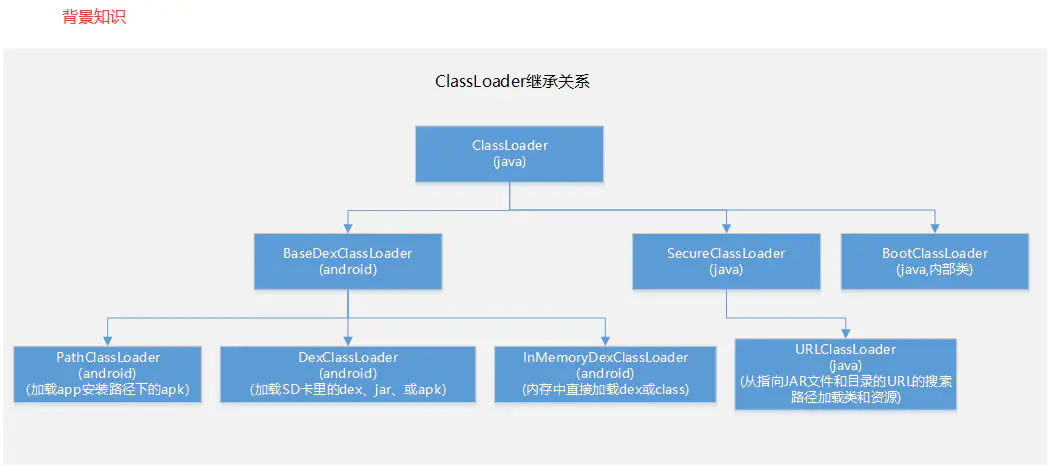 背景知识
ClassLoader继承关系
ClassLoader
(java)
BaseDexClassLoader
(android)
SecureClassLoader
(java)
BootClassLoader
(java,内部类)
PathClassLoader
(android)
(加载app安装路径下的apk)
DexClassLoader
(android)
(加载SD卡里的dex、jar、或apk)
InMemoryDexClassLoader
(android)
(内存中直接加载dex或class)
URLClassLoader
(java)
(从指向JAR文件和目录的URL的搜索
路径加载类和资源)